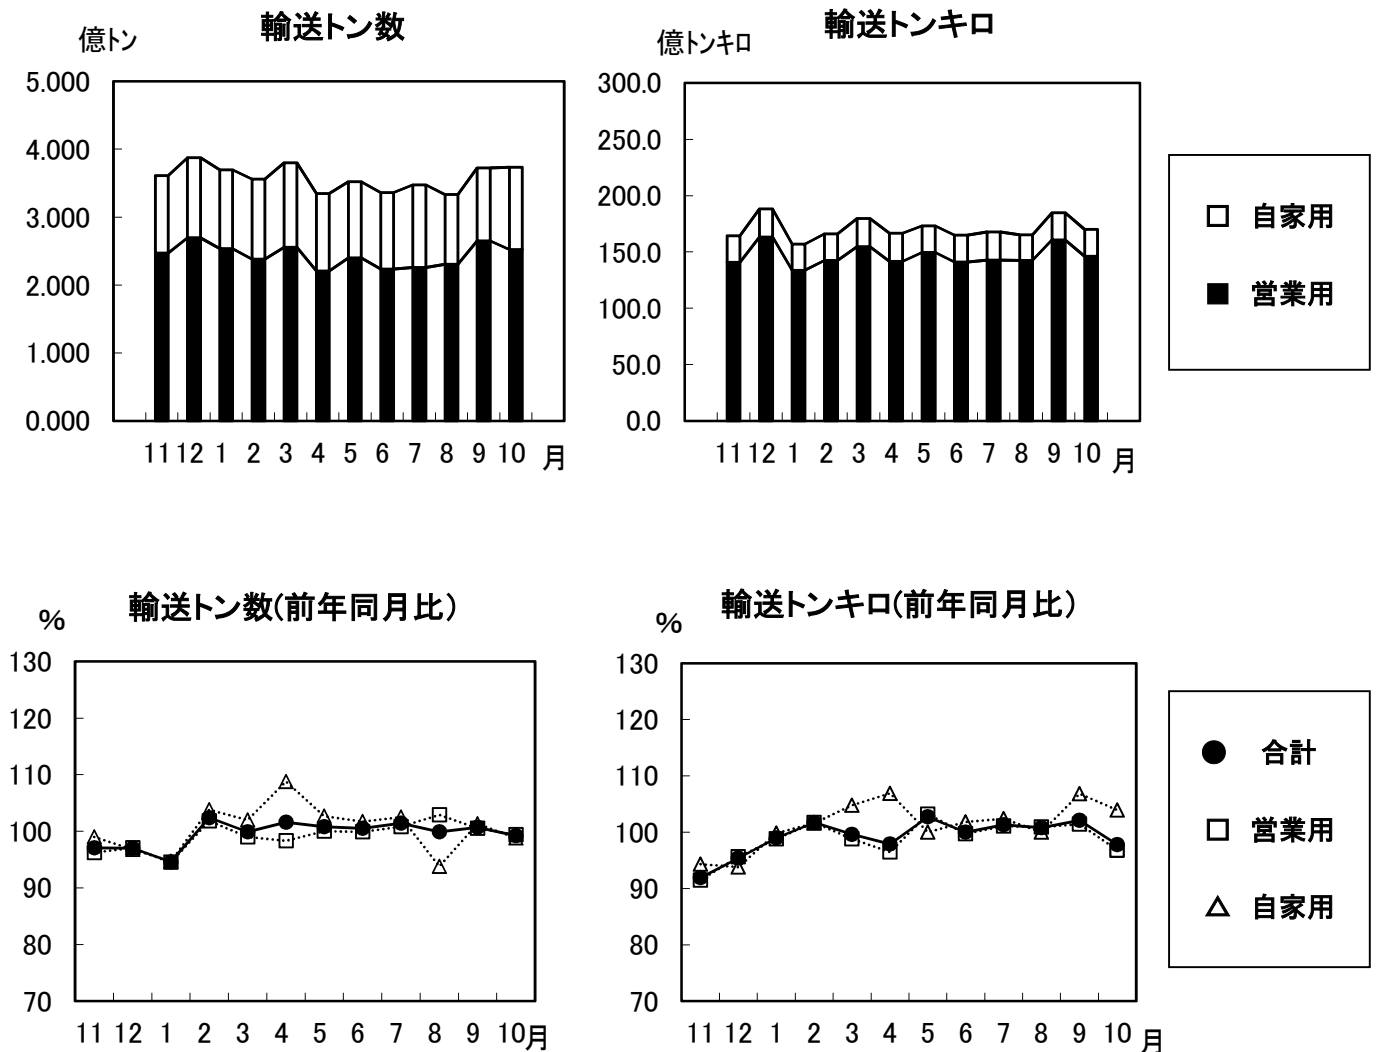 輸送トン数
億トン
5.000
4.000
3.000
2.000
1.000
0.000
11 12 1 2 3 4 5 6 7 8 9 10 月
輸送トンキロ
億トンキロ
300.0
250.0
200.0
150.0
100.0
50.0
0.0
11 12 1 2 3 4 5 6 7 8 9 10 月
自家用
営業用
輸送トン数(前年同月比)
%
130
120
110
100
90
80
70
11 12 1 2 3 4 5 6 7 8 9 10月
輸送トンキロ(前年同月比)
%
130
120
110
100
90
80
70
11 12 1 2 3 4 5 6 7 8 9 10 月
合計
営業用
自家用